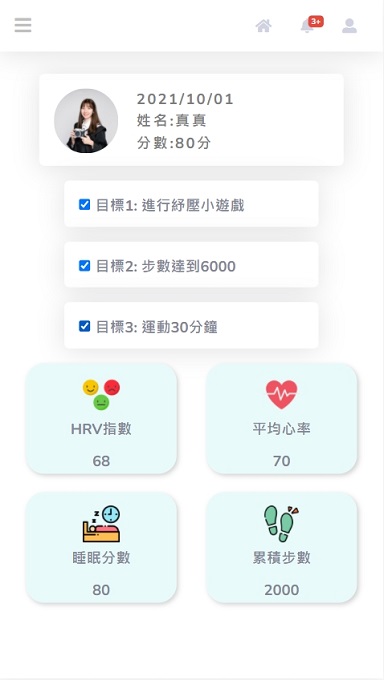 3+
2021/10/01
姓名:真真
分數:80分
目標1: 進行紓壓小遊戲
目標2: 步數達到6000
目標3: 運動30分鐘
HRV指數
68
平均心率
70
睡眠分數
80
累積步數
2000